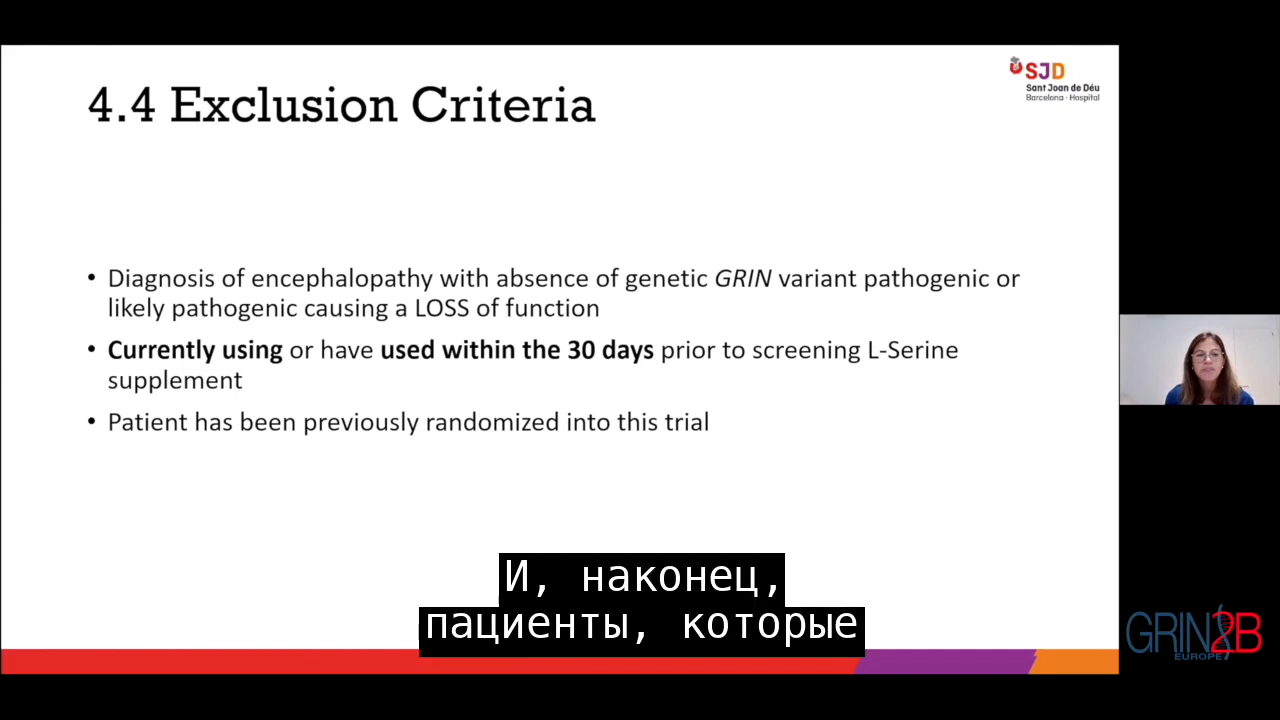 SJD
Sant Joan de Déu
Barcelona · Hospital
4.4 Exclusion Criteria
• Diagnosis of encephalopathy with absence of genetic GRIN variant pathogenic or
likely pathogenic causing a LOSS of function
• Currently using or have used within the 30 days prior to screening L-Serine
supplement
• Patient has been previously randomized into this trial
И, наконец,
пациенты, которые
GRIN2B
EUROPE